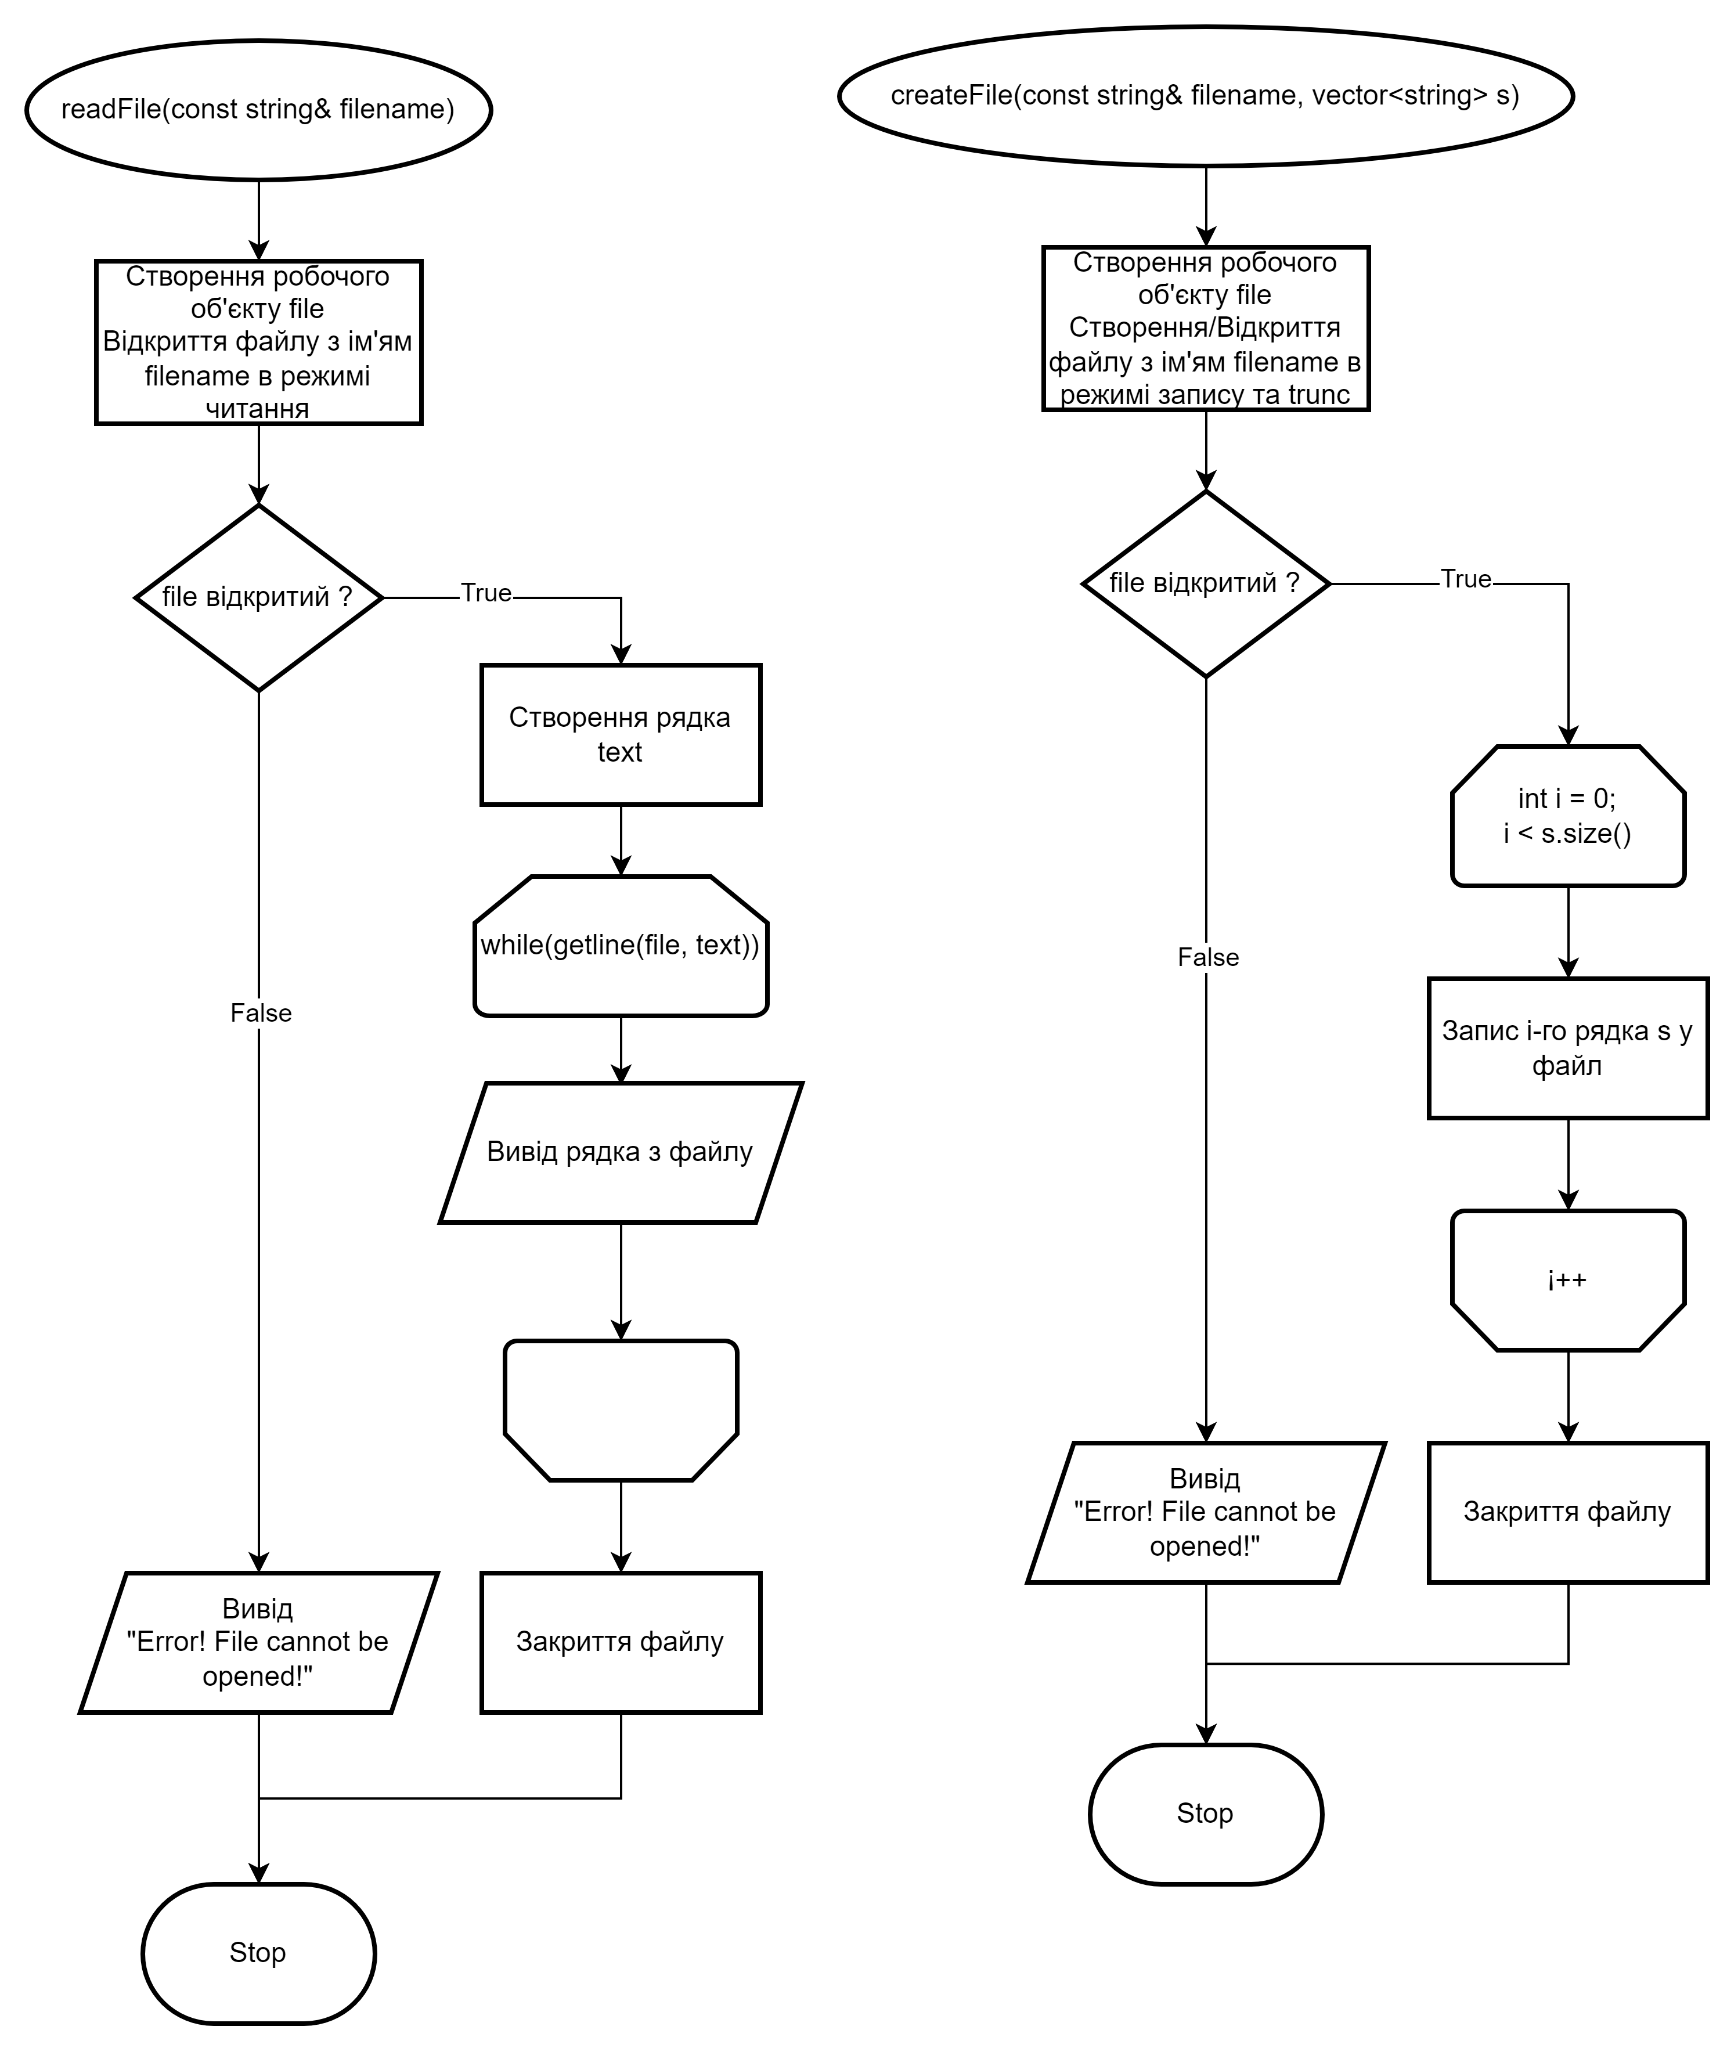 readFile(const string& filename)
Створення робочого
об'єкту file
Відкриття файлу з ім'ям
filename в режимі
читання
file відкритий ?
True
Створення рядка
text
while(getline(file, text))
False
Вивід рядка з файлу
Вивід
"Error! File cannot be
opened!"
Закриття файлу
Stop
createFile(const string& filename, vector<string> s)
Створення робочого
об'єкту file
Створення/Відкриття
файлу з ім'ям filename в
режимі запису та trunc
file відкритий ?
True
int i = 0;
i < s.size()
False
Запис i-го рядка s у
файл
i++
Вивід
"Error! File cannot be
opened!"
Закриття файлу
Stop